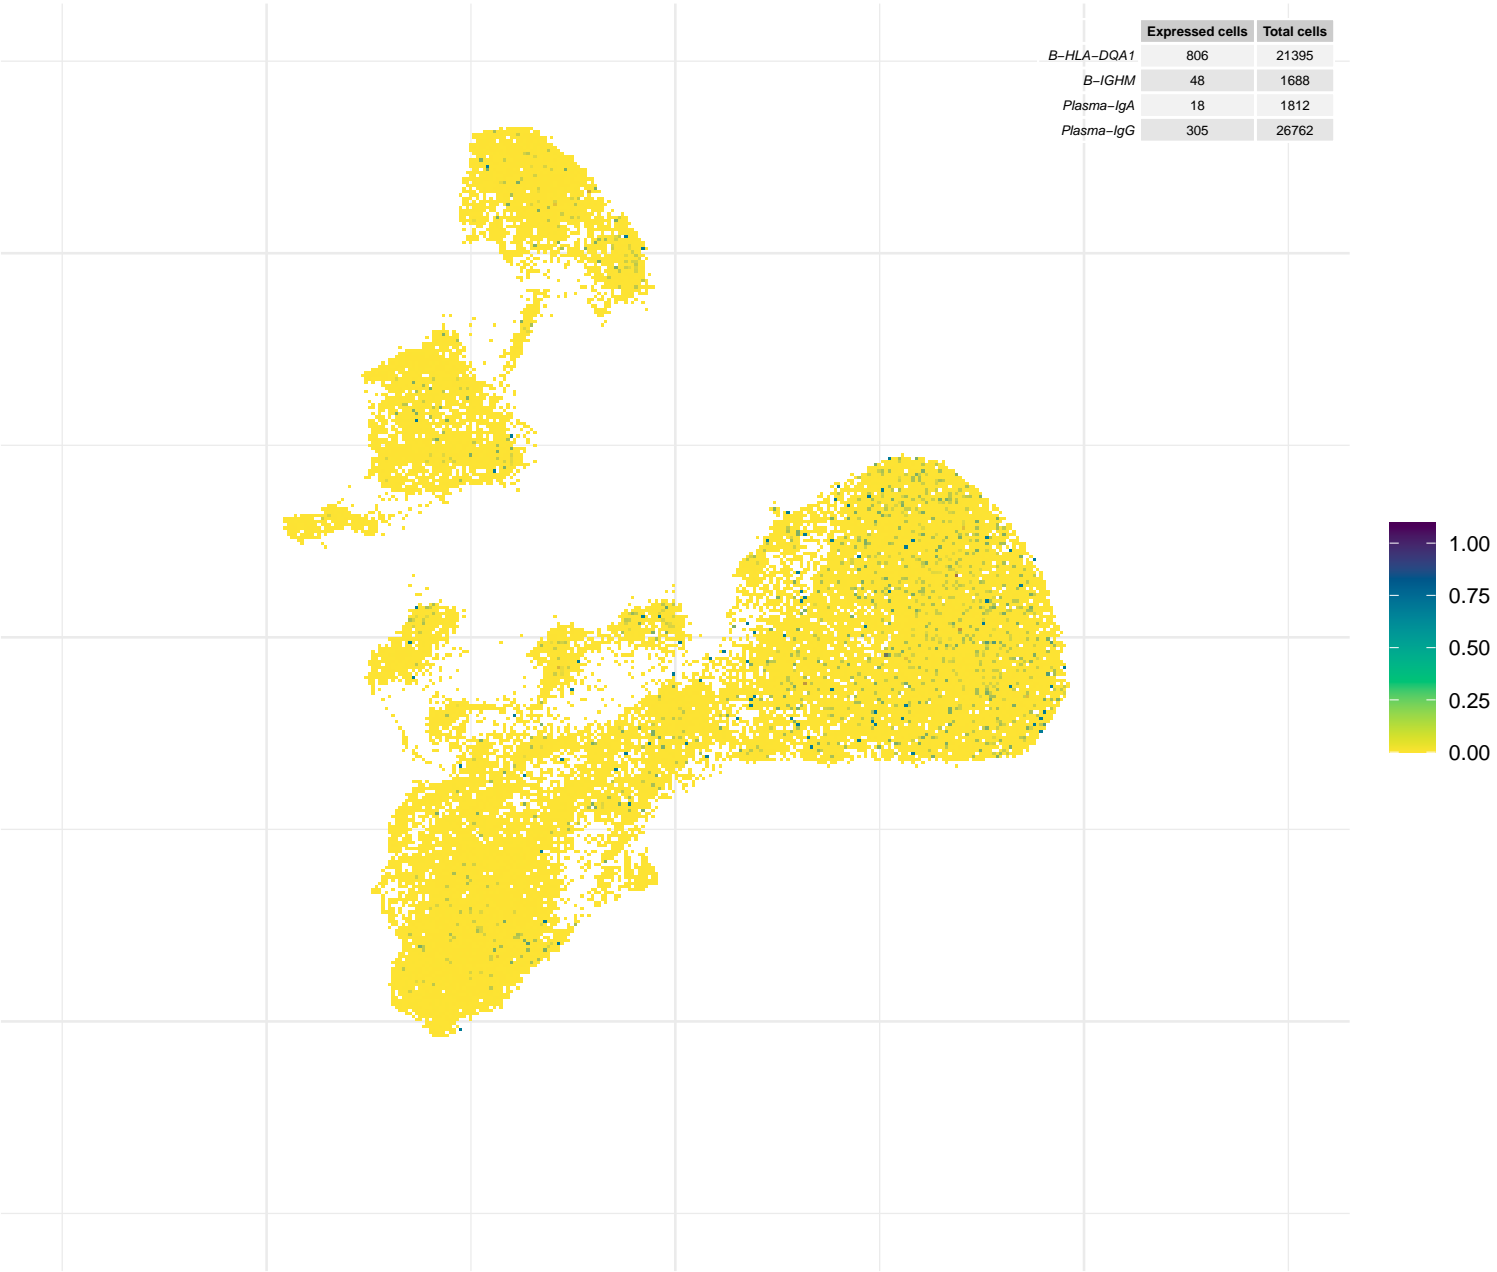 Expressed cells Total cells
B−HLA−DQA1 806 21395
B−IGHM 48 1688
Plasma−IgA 18 1812
Plasma−IgG 305 26762
1.00
0.75
0.50
0.25
0.00